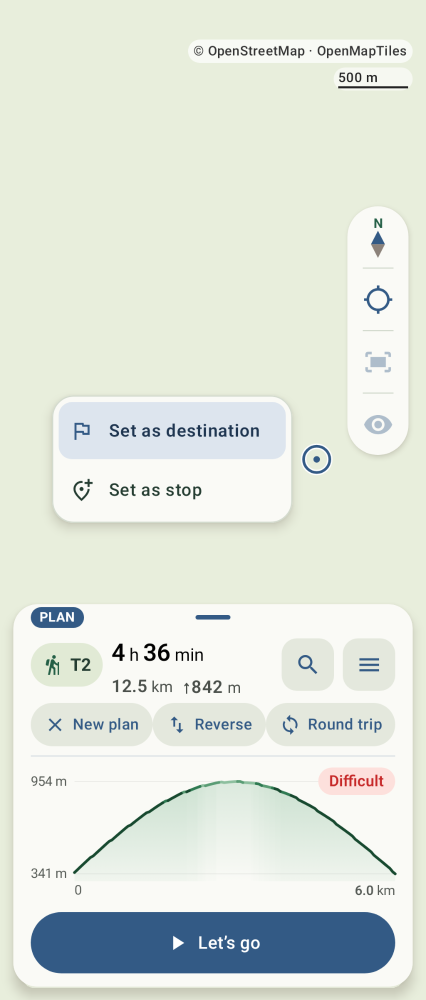 © OpenStreetMap · OpenMapTiles
500 m
N
Set as destination
Set as stop
PLAN
T2
4 h 36 min
12.5 km ↑842 m
New plan
Reverse
Round trip
954 m
Difficult
341 m
0
6.0 km
Let’s go